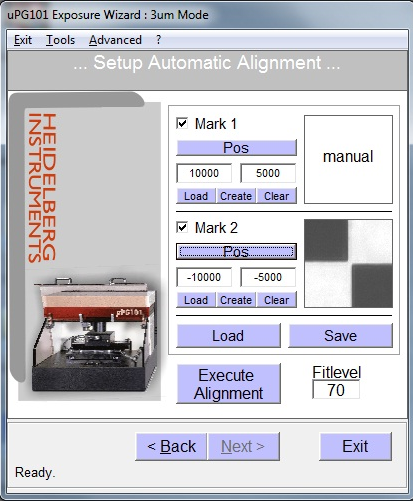 uPG101 Exposure Wizard : 3um Mode
Exit Tools Advanced ?
... Setup Automatic Alignment ...
HEIDELBERG
INSTRUMENTS
µPG101
Mark 1
Pos
10000 5000
Load Create Clear
manual
Mark 2
Pos
-10000 -5000
Load Create Clear
Load Save
Execute
Alignment
Fitlevel
70
< Back Next > Exit
Ready.